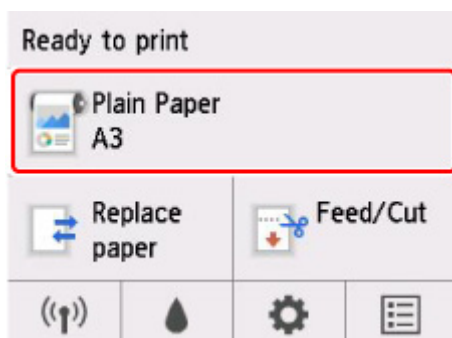 Ready to print
Plain Paper
A3
Replace
paper
Feed/Cut